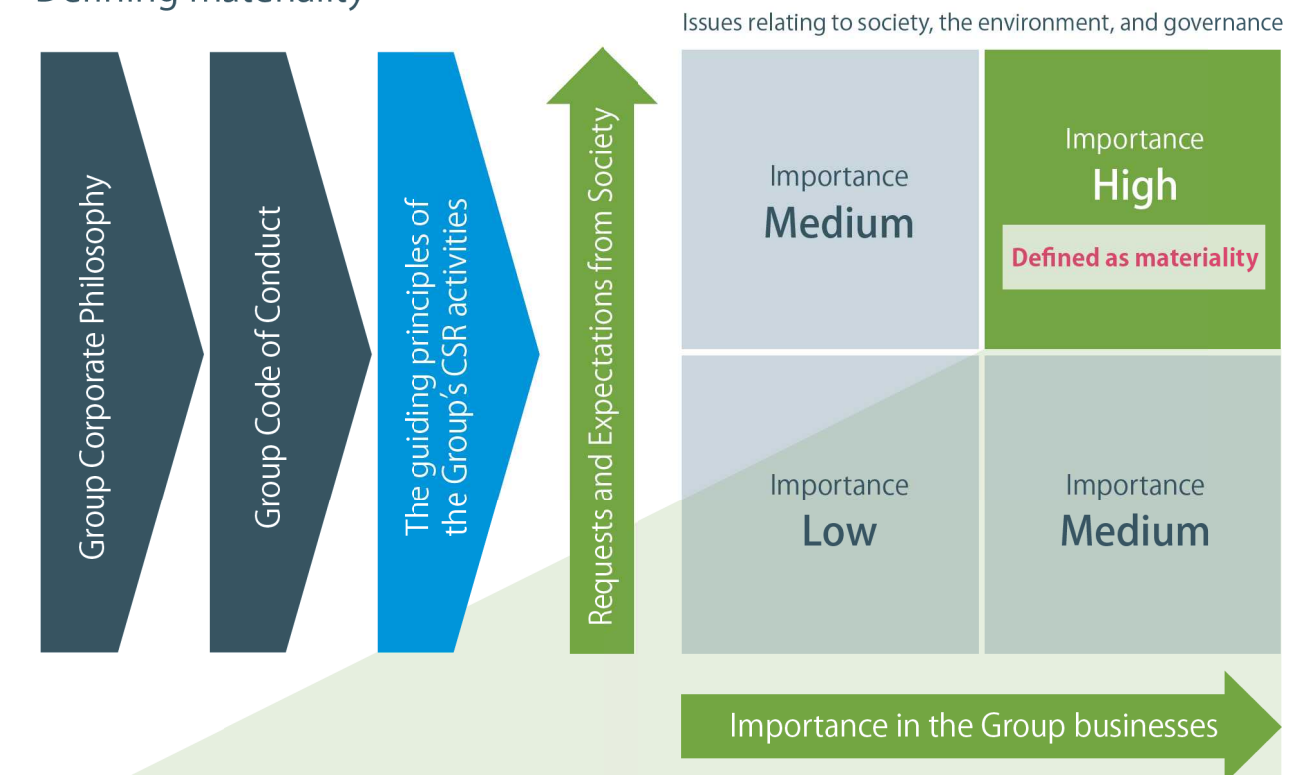 Defining materiality
Issues relating to society, the environment, and governance
Group Corporate Philosophy
Group Code of Conduct
The guiding principles of
the Group's CSR activities
Requests and Expectations from Society
Importance
Medium
Importance
High
Defined as materiality
Importance
Low
Importance
Medium
Importance in the Group businesses